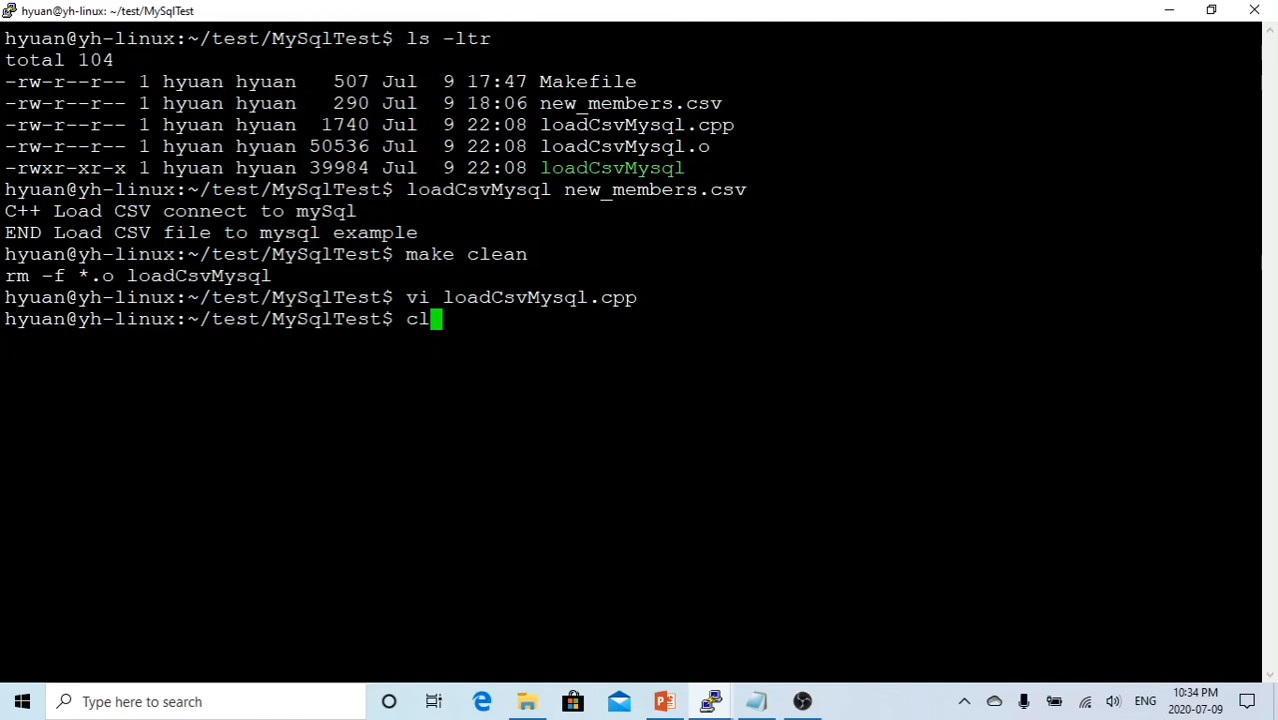 hyuan@yh-linux: ~/test/MySqlTest
hyuan@yh-linux:~/test/MySqlTest$ ls -ltr
total 104
-rw-r--r-- 1 hyuan hyuan   507 Jul  9 17:47 Makefile
-rw-r--r-- 1 hyuan hyuan   290 Jul  9 18:06 new_members.csv
-rw-r--r-- 1 hyuan hyuan  1740 Jul  9 22:08 loadCsvMysql.cpp
-rw-r--r-- 1 hyuan hyuan 50536 Jul  9 22:08 loadCsvMysql.o
-rwxr-xr-x 1 hyuan hyuan 39984 Jul  9 22:08 loadCsvMysql
hyuan@yh-linux:~/test/MySqlTest$ loadCsvMysql new_members.csv
C++ Load CSV connect to mySql
END Load CSV file to mysql example
hyuan@yh-linux:~/test/MySqlTest$ make clean
rm -f *.o loadCsvMysql
hyuan@yh-linux:~/test/MySqlTest$ vi loadCsvMysql.cpp
hyuan@yh-linux:~/test/MySqlTest$ cl
Type here to search
ENG
10:34 PM
2020-07-09